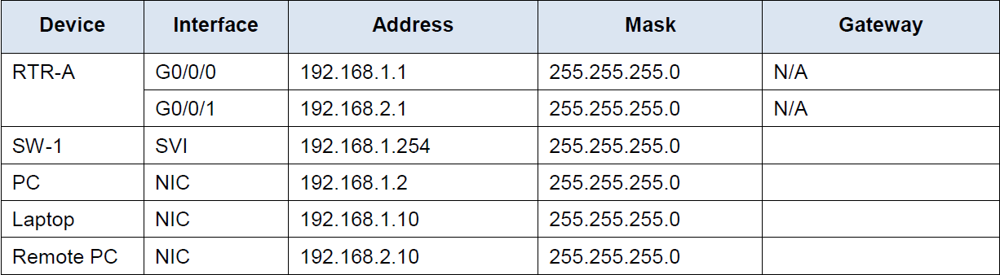 Device Interface Address Mask Gateway
RTR-A G0/0/0 192.168.1.1 255.255.255.0 N/A
G0/0/1 192.168.2.1 255.255.255.0 N/A
SW-1 SVI 192.168.1.254 255.255.255.0
PC NIC 192.168.1.2 255.255.255.0
Laptop NIC 192.168.1.10 255.255.255.0
Remote PC NIC 192.168.2.10 255.255.255.0